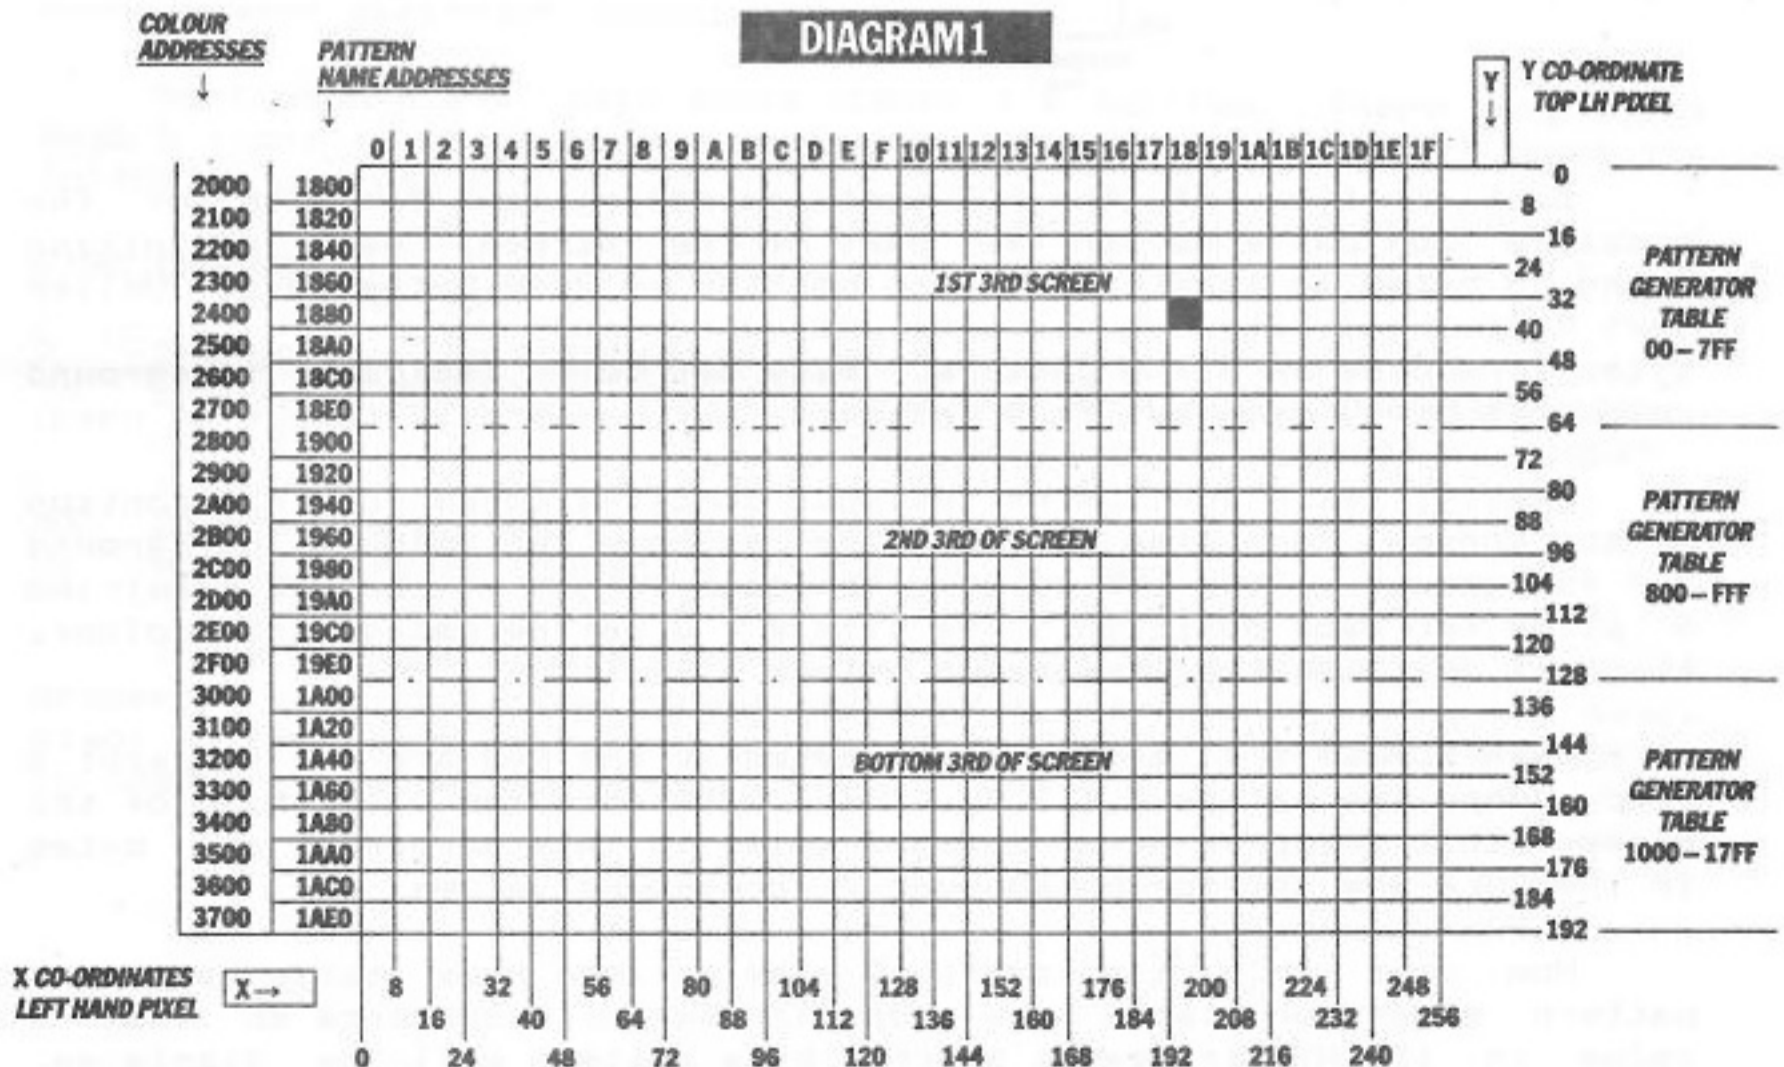 DIAGRAM 1
COLOUR
ADDRESSES
↓
PATTERN
NAME ADDRESSES
↓
Y
↓
Y CO-ORDINATE
TOP LH PIXEL
0 1 2 3 4 5 6 7 8 9 A B C D E F 10 11 12 13 14 15 16 17 18 19 1A 1B 1C 1D 1E 1F
2000 1800 0
2100 1820 8
2200 1840 16
2300 1860 24
2400 1880 32
2500 18A0 40
2600 18C0 48
2700 18E0 56
2800 1900 64
2900 1920 72
2A00 1940 80
2B00 1960 88
2C00 1980 96
2D00 19A0 104
2E00 19C0 112
2F00 19E0 120
3000 1A00 128
3100 1A20 136
3200 1A40 144
3300 1A60 152
3400 1A80 160
3500 1AA0 168
3600 1AC0 176
3700 1AE0 184
192
1ST 3RD SCREEN
2ND 3RD OF SCREEN
BOTTOM 3RD OF SCREEN
PATTERN
GENERATOR
TABLE
00–7FF
PATTERN
GENERATOR
TABLE
800–FFF
PATTERN
GENERATOR
TABLE
1000–17FF
X CO-ORDINATES
LEFT HAND PIXEL
X→
8 32 56 80 104 128 152 176 200 224 248
16 40 64 88 112 136 160 184 208 232 256
0 24 48 72 96 120 144 168 192 216 240